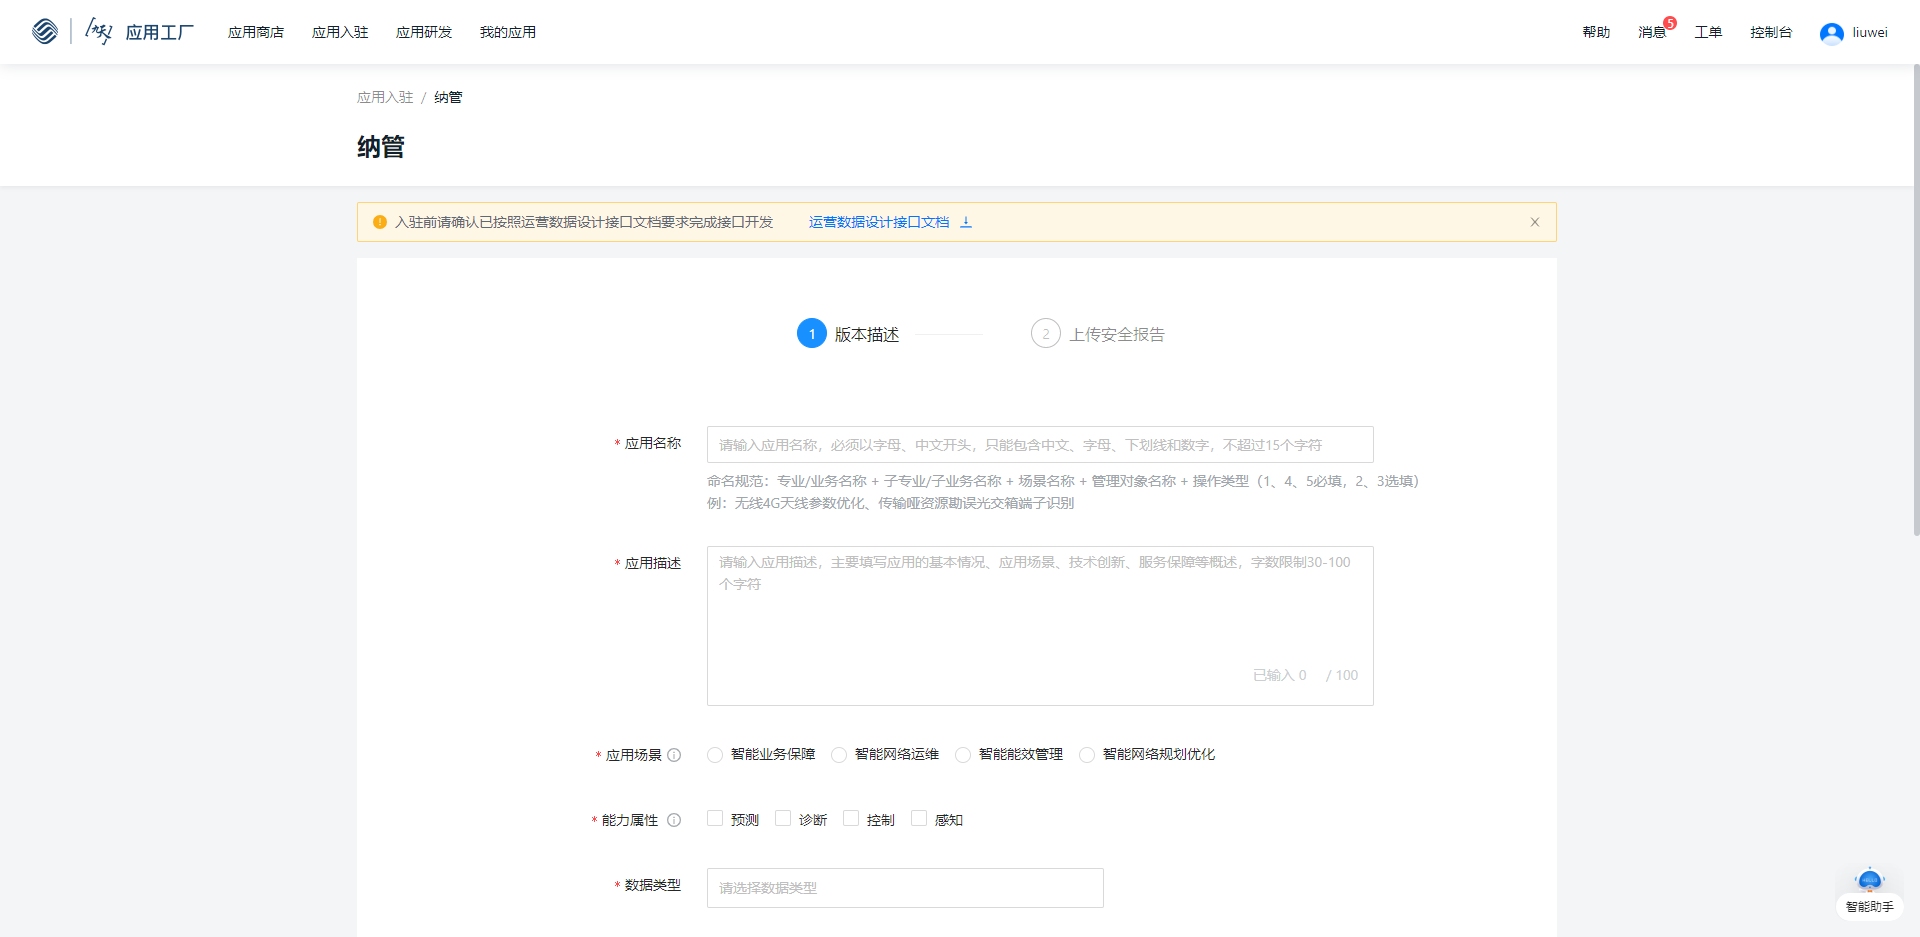 应用工厂 应用商店 应用入驻 应用研发 我的应用 帮助 消息 5 工单 控制台 liuwei
应用入驻 / 纳管
纳管
入驻前请确认已按照运营数据设计接口文档要求完成接口开发 运营数据设计接口文档
1 版本描述 2 上传安全报告
* 应用名称 请输入应用名称，必须以字母、中文开头，只能包含中文、字母、下划线和数字，不超过15个字符
命名规范：专业/业务名称 + 子专业/子业务名称 + 场景名称 + 管理对象名称 + 操作类型（1、4、5必填，2、3选填）
例：无线4G天线参数优化、传输哑资源勘误光交箱端子识别
* 应用描述 请输入应用描述，主要填写应用的基本情况、应用场景、技术创新、服务保障等概述，字数限制30-100
个字符
已输入 0 / 100
* 应用场景 智能业务保障 智能网络运维 智能能效管理 智能网络规划优化
* 能力属性 预测 诊断 控制 感知
* 数据类型 请选择数据类型
智能助手